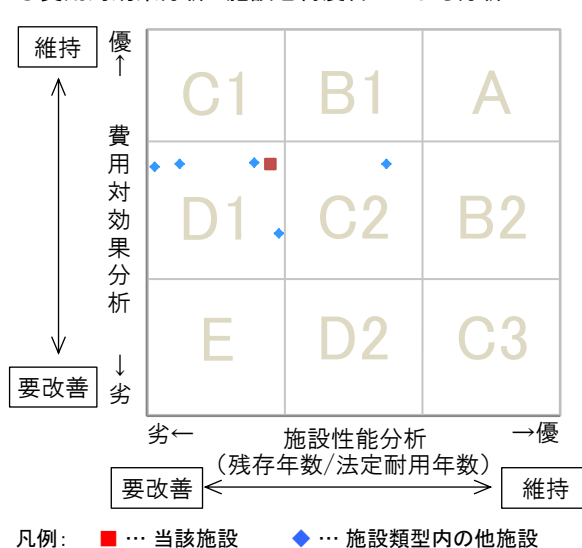 維持
優
↑
C1 B1 A
費用対効果分析
D1 C2 B2
E D2 C3
↓
劣
要改善
劣← 施設性能分析 →優
(残存年数/法定耐用年数)
要改善 維持
凡例: ■ … 当該施設 ◆ … 施設類型内の他施設